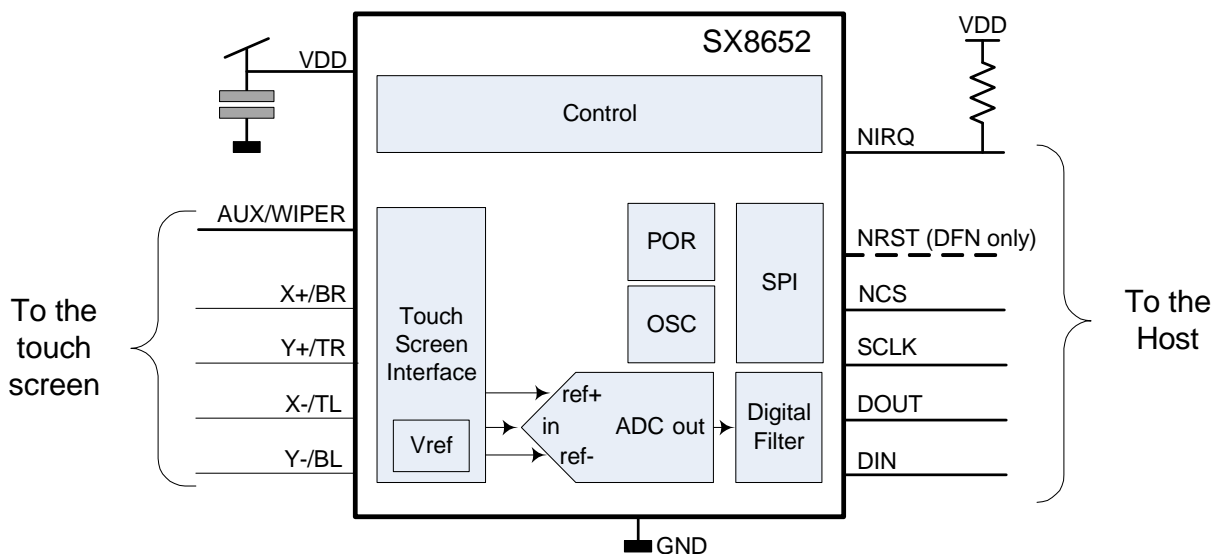 SX8652
VDD
VDD
Control
NIRQ
AUX/WIPER
POR
SPI
NRST (DFN only)
X+/BR
NCS
To the
touch
screen
To the
Host
Touch
Screen
Interface
OSC
Y+/TR
SCLK
ref+
X-/TL
in
ADC out
Digital
Filter
DOUT
Vref
ref-
Y-/BL
DIN
GND